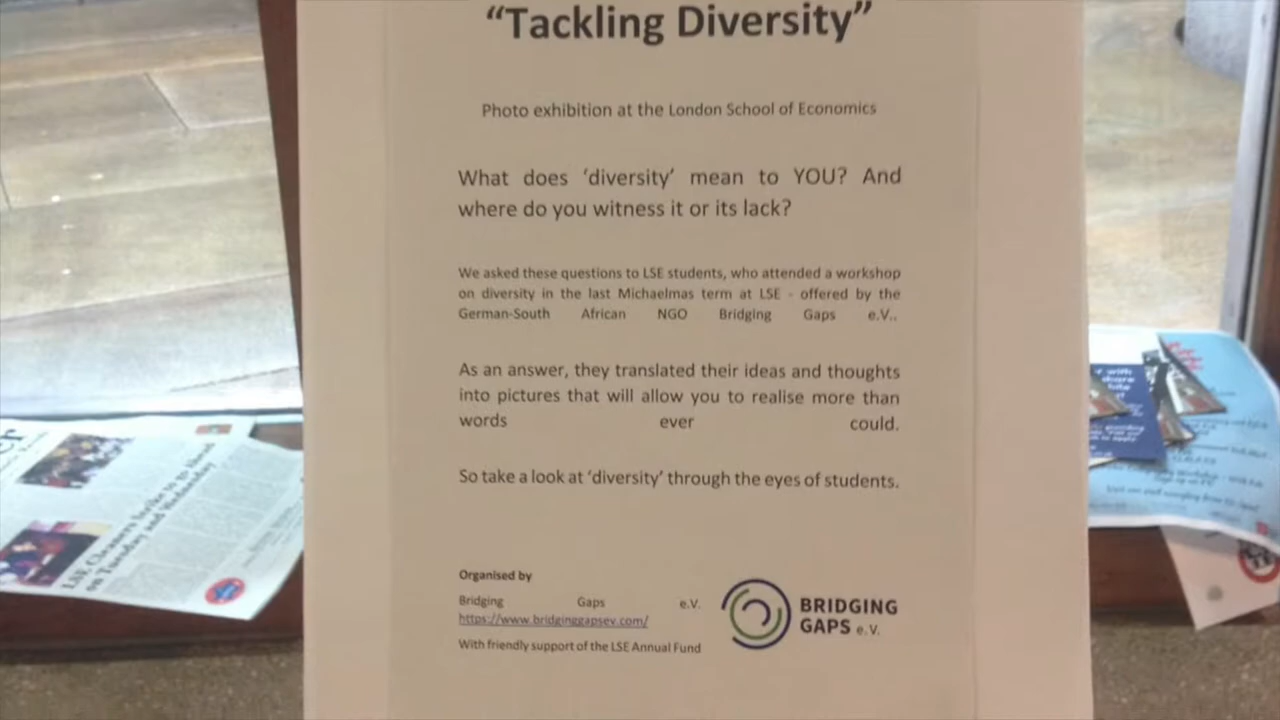 “Tackling Diversity”
Photo exhibition at the London School of Economics
What does ‘diversity’ mean to YOU? And
where do you witness it or its lack?
We asked these questions to LSE students, who attended a workshop
on diversity in the last Michaelmas term at LSE - offered by the
German-South African NGO Bridging Gaps e.V..
As an answer, they translated their ideas and thoughts
into pictures that will allow you to realise more than
words ever could.
So take a look at ‘diversity’ through the eyes of students.
Organised by
Bridging Gaps e.V.
https://www.bridginggapsev.com/
With friendly support of the LSE Annual Fund
BRIDGING
GAPS e.V.
LSE Cleaners Strike to go Ahead
on Tuesday and Wednesday